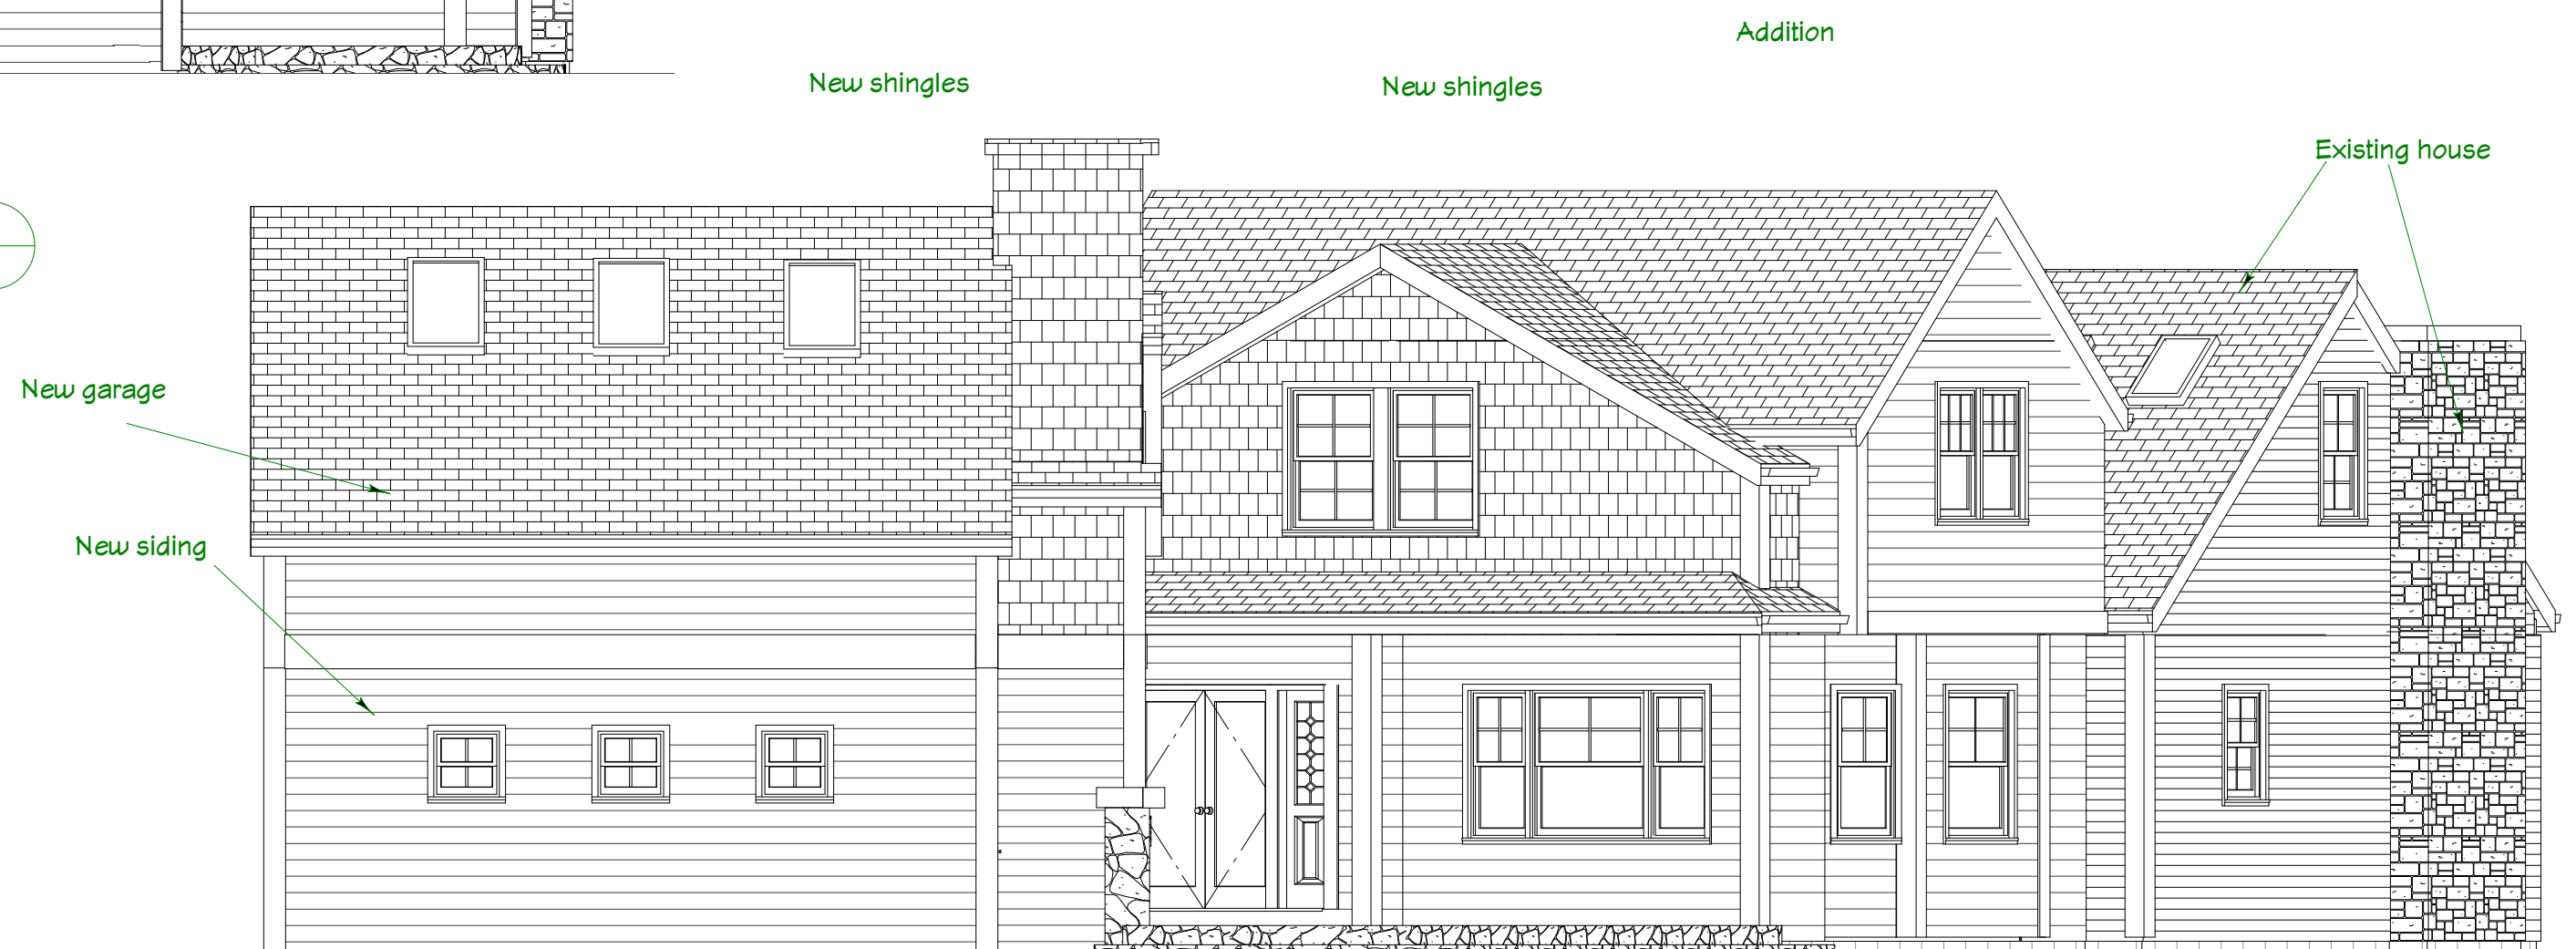 Addition
New shingles
New shingles
Existing house
New garage
New siding